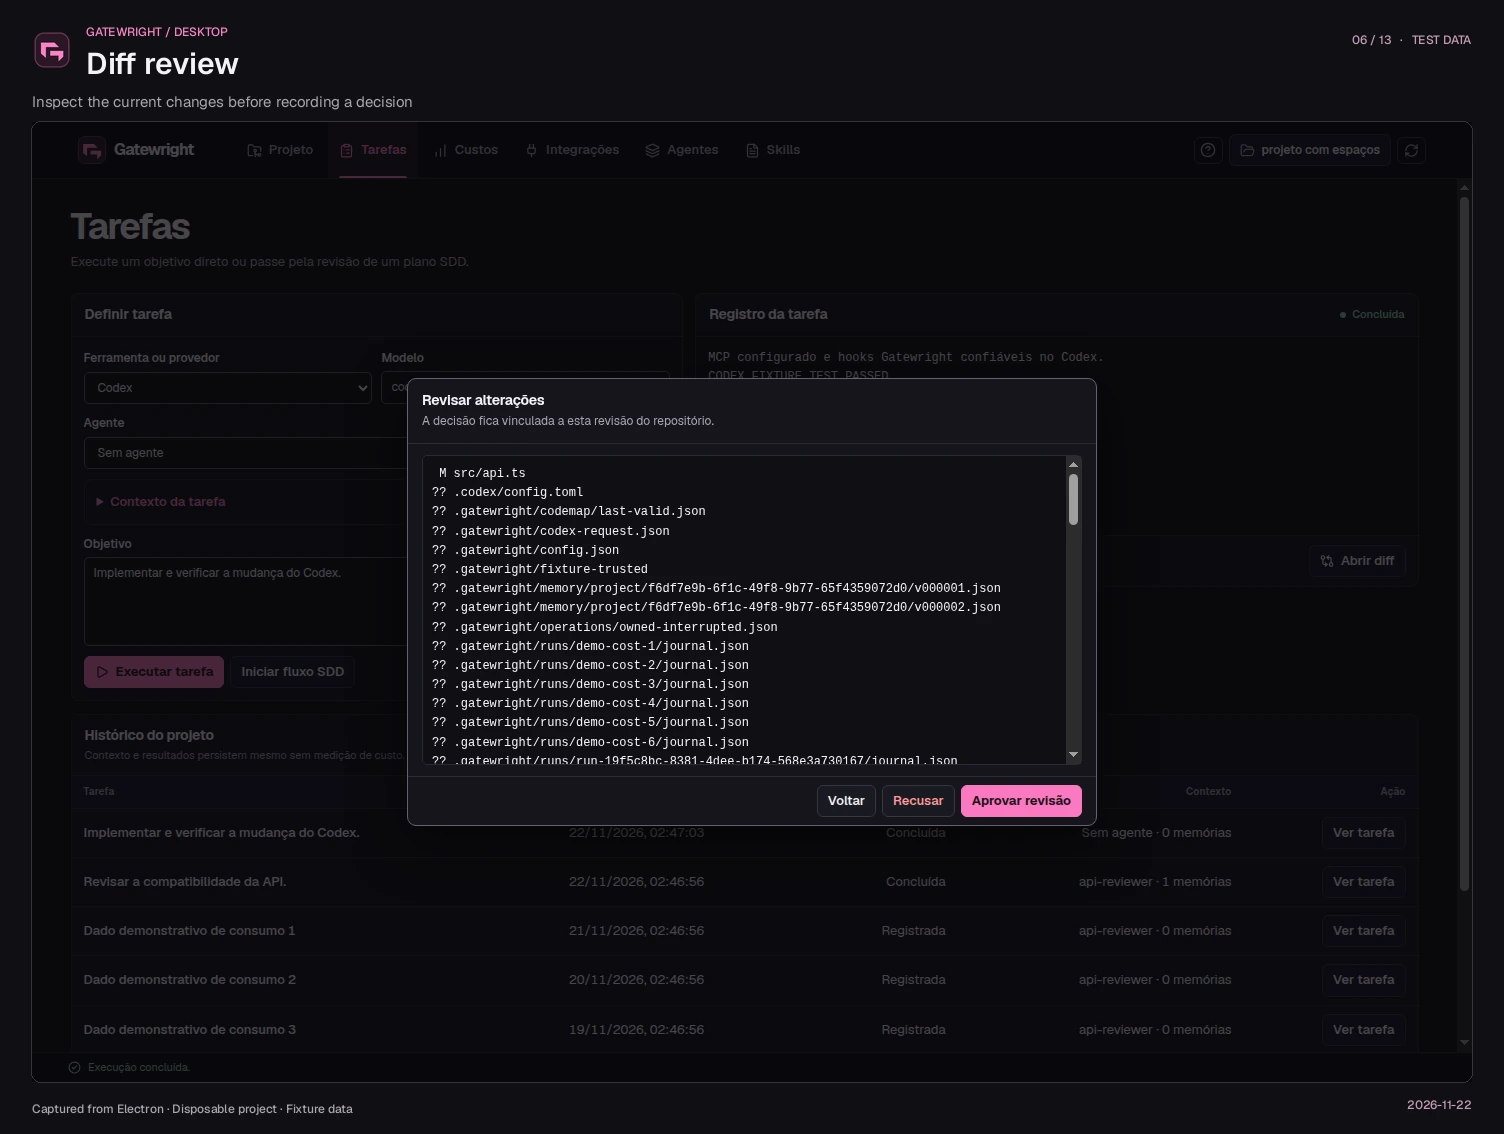 GATEWRIGHT / DESKTOP
Diff review
06 / 13 · TEST DATA
Inspect the current changes before recording a decision
Gatewright
Projeto
Tarefas
Custos
Integrações
Agentes
Skills
projeto com espaços
Tarefas
Execute um objetivo direto ou passe pela revisão de um plano SDD.
Definir tarefa
Ferramenta ou provedor
Modelo
Codex
Agente
Sem agente
Contexto da tarefa
Objetivo
Implementar e verificar a mudança do Codex.
Executar tarefa
Iniciar fluxo SDD
Registro da tarefa
Concluída
MCP configurado e hooks Gatewright confiáveis no Codex.
CODEX FIXTURE TEST PASSED
Abrir diff
Revisar alterações
A decisão fica vinculada a esta revisão do repositório.
M src/api.ts
?? .codex/config.toml
?? .gatewright/codemap/last-valid.json
?? .gatewright/codex-request.json
?? .gatewright/config.json
?? .gatewright/fixture-trusted
?? .gatewright/memory/project/f6df7e9b-6f1c-49f8-9b77-65f4359072d0/v000001.json
?? .gatewright/memory/project/f6df7e9b-6f1c-49f8-9b77-65f4359072d0/v000002.json
?? .gatewright/operations/owned-interrupted.json
?? .gatewright/runs/demo-cost-1/journal.json
?? .gatewright/runs/demo-cost-2/journal.json
?? .gatewright/runs/demo-cost-3/journal.json
?? .gatewright/runs/demo-cost-4/journal.json
?? .gatewright/runs/demo-cost-5/journal.json
?? .gatewright/runs/demo-cost-6/journal.json
?? .gatewright/runs/run-19f5c8bc-8381-4dee-b174-568e3a730167/journal.json
Voltar
Recusar
Aprovar revisão
Histórico do projeto
Contexto e resultados persistem mesmo sem medição de custo.
Tarefa
Contexto
Ação
Implementar e verificar a mudança do Codex. 22/11/2026, 02:47:03 Concluída Sem agente · 0 memórias Ver tarefa
Revisar a compatibilidade da API. 22/11/2026, 02:46:56 Concluída api-reviewer · 1 memórias Ver tarefa
Dado demonstrativo de consumo 1 21/11/2026, 02:46:56 Registrada api-reviewer · 0 memórias Ver tarefa
Dado demonstrativo de consumo 2 20/11/2026, 02:46:56 Registrada api-reviewer · 0 memórias Ver tarefa
Dado demonstrativo de consumo 3 19/11/2026, 02:46:56 Registrada api-reviewer · 0 memórias Ver tarefa
Execução concluída.
Captured from Electron · Disposable project · Fixture data
2026-11-22